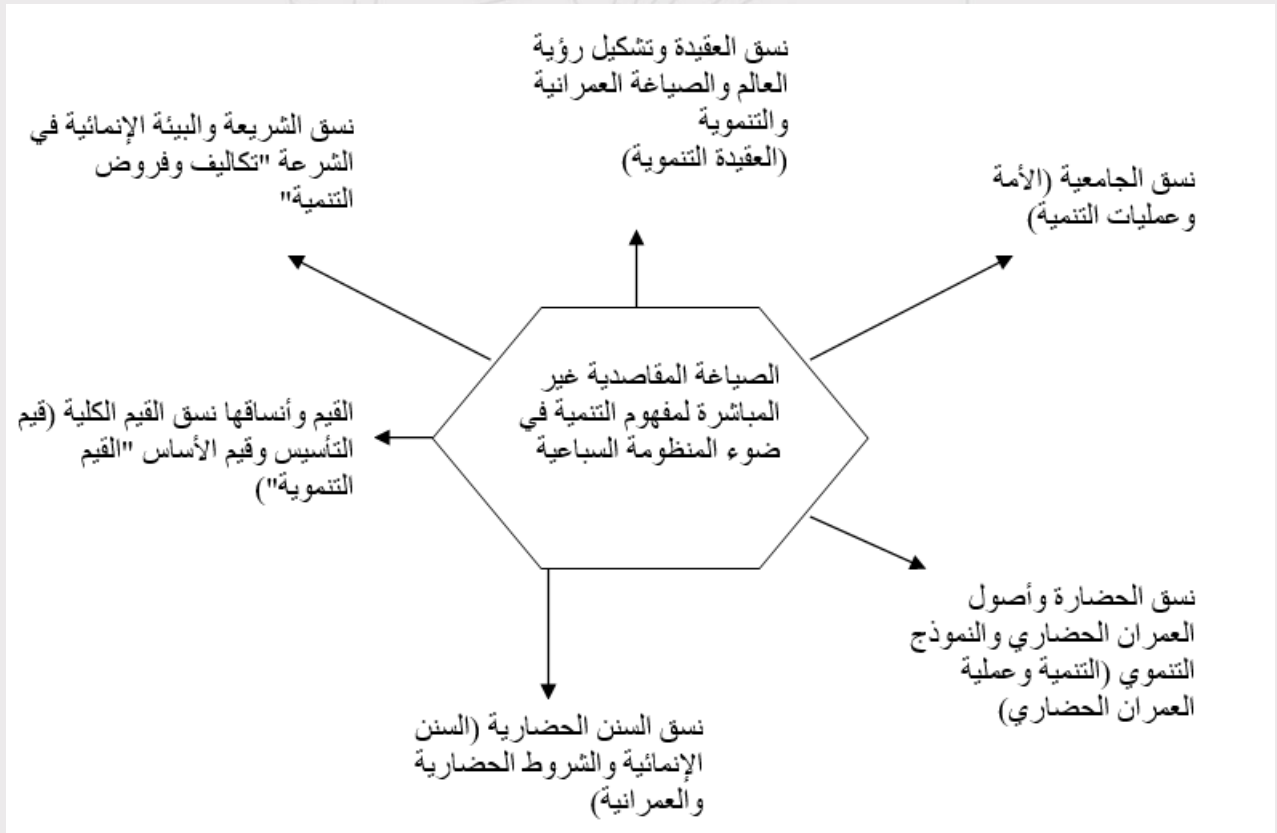 نسق العقيدة وتشكيل رؤية
العالم والصياغة العمرانية
والتنموية
(العقيدة التنموية)
نسق الجامعية (الأمة
وعمليات التنمية)
نسق الشريعة والبيئة الإنمائية في
الشرعة "تكاليف وفروض
التنمية"
الصياغة المقاصدية غير
المباشرة لمفهوم التنمية في
ضوء المنظومة السباعية
القيم وأنساقها نسق القيم الكلية (قيم
التأسيس وقيم الأساس "القيم
التنموية")
نسق الحضارة وأصول
العمران الحضاري والنموذج
التنموي (التنمية وعملية
العمران الحضاري)
نسق السنن الحضارية (السنن
الإنمائية والشروط الحضارية
والعمرانية)